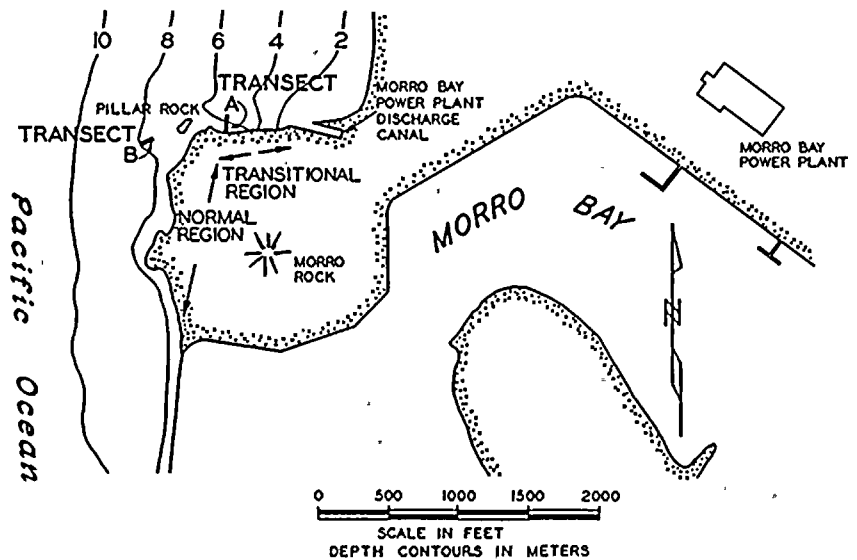 10 8 6 4 2
TRANSECT
A
PILLAR ROCK
TRANSECT
B
MORRO BAY
POWER PLANT
DISCHARGE
CANAL
MORRO BAY
POWER PLANT
TRANSITIONAL
REGION
NORMAL
REGION
MORRO
ROCK
MORRO BAY
N
Pacific Ocean
0 500 1000 1500 2000
SCALE IN FEET
DEPTH CONTOURS IN METERS